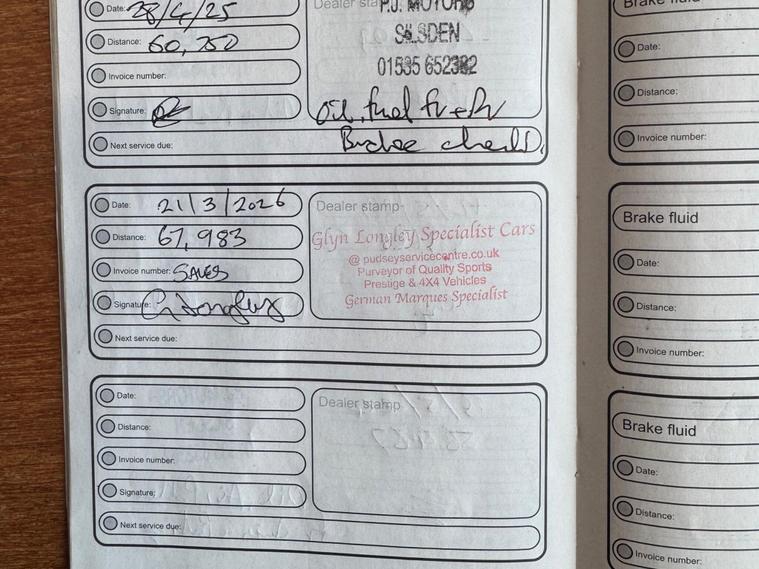 Date: 28/4/25
Distance: 60,750
Invoice number:
Signature:
Next service due:
Dealer stamp
P.J. MOTORS
SILSDEN
01535 652382
Oil, fuel
Date: 21/3/2026
Distance: 67,983
Invoice number: SALES
Signature: G Longley
Next service due:
Dealer stamp
Glyn Longley Specialist Cars
@ pudseyservicecentre.co.uk
Purveyor of Quality Sports
Prestige & 4X4 Vehicles
German Marques Specialist
Date:
Distance:
Invoice number:
Signature:
Next service due:
Dealer stamp
Brake fluid
Date:
Distance:
Invoice number:
Brake fluid
Date:
Distance:
Invoice number:
Brake fluid
Date:
Distance:
Invoice number: